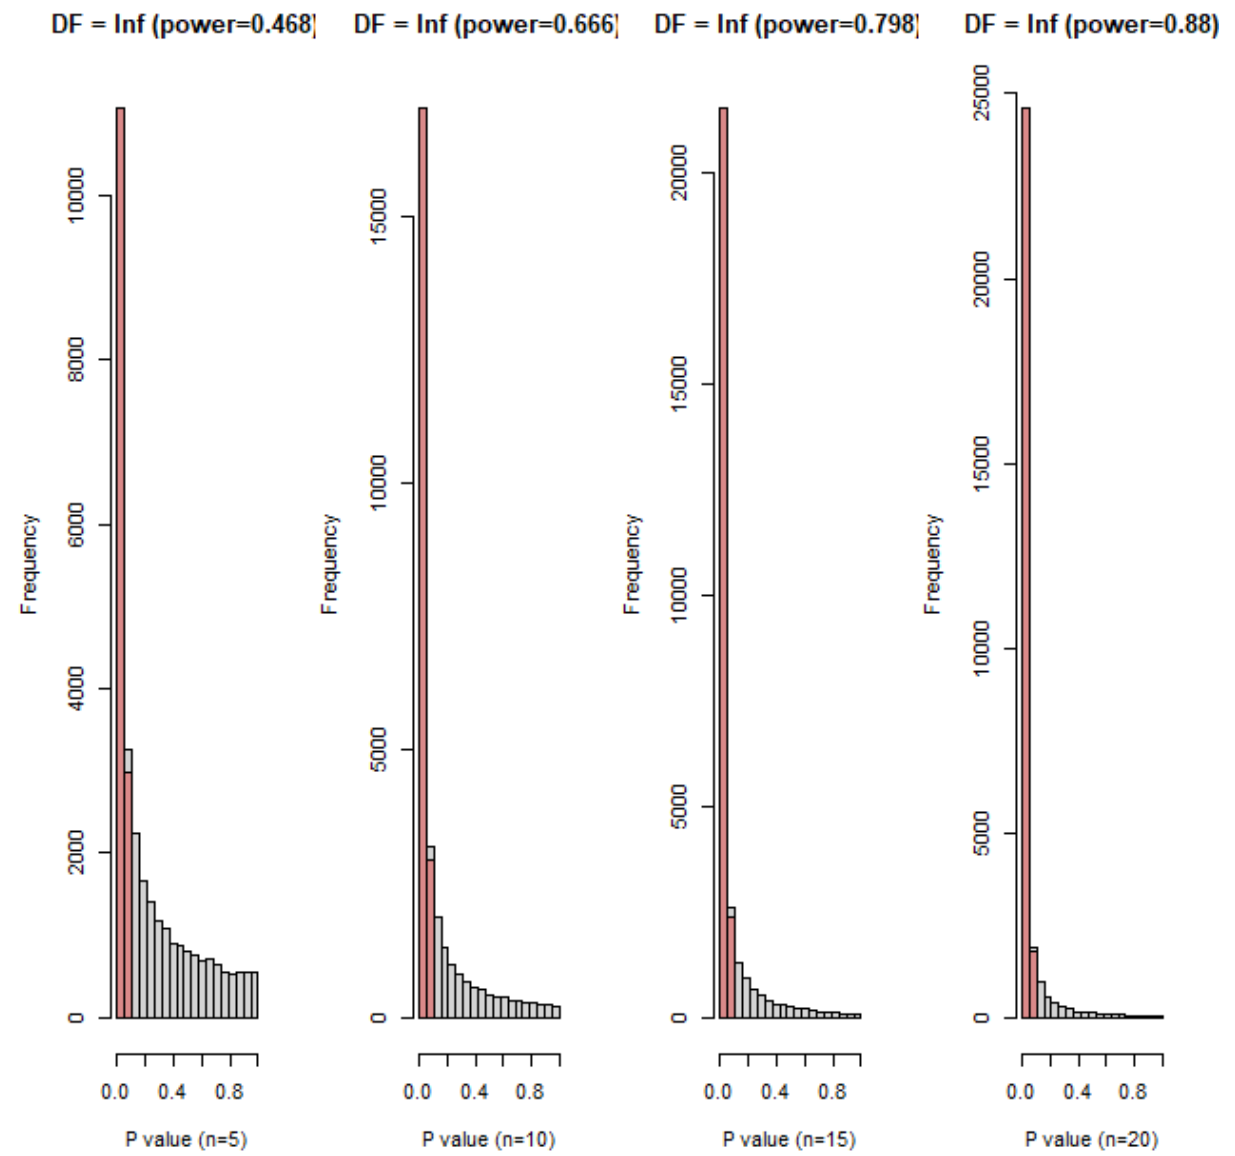 DF = Inf (power=0.468)
Frequency
0
2000
4000
6000
8000
10000
0.0 0.4 0.8
P value (n=5)
DF = Inf (power=0.666)
Frequency
0
5000
10000
15000
0.0 0.4 0.8
P value (n=10)
DF = Inf (power=0.798)
Frequency
0
5000
10000
15000
20000
0.0 0.4 0.8
P value (n=15)
DF = Inf (power=0.88)
Frequency
0
5000
10000
15000
20000
25000
0.0 0.4 0.8
P value (n=20)